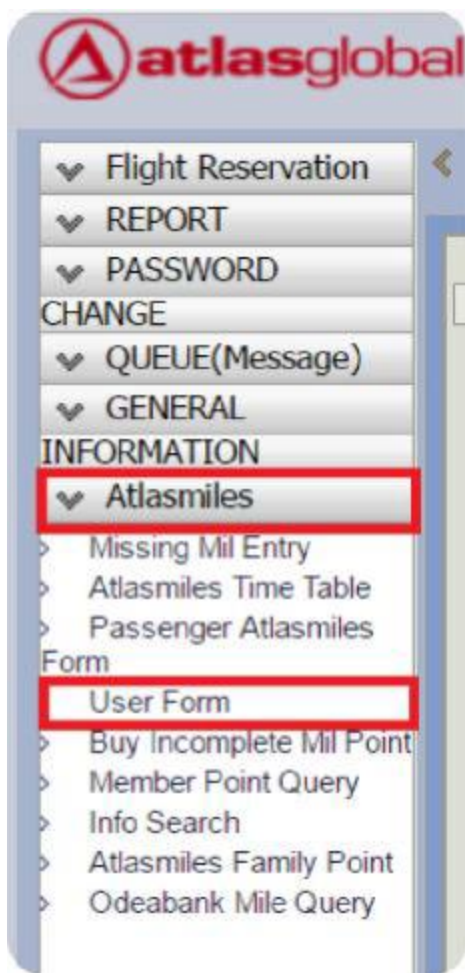 atlasglobal
Flight Reservation
REPORT
PASSWORD
CHANGE
QUEUE(Message)
GENERAL
INFORMATION
Atlasmiles
Missing Mil Entry
Atlasmiles Time Table
Passenger Atlasmiles
Form
User Form
Buy Incomplete Mil Point
Member Point Query
Info Search
Atlasmiles Family Point
Odeabank Mile Query